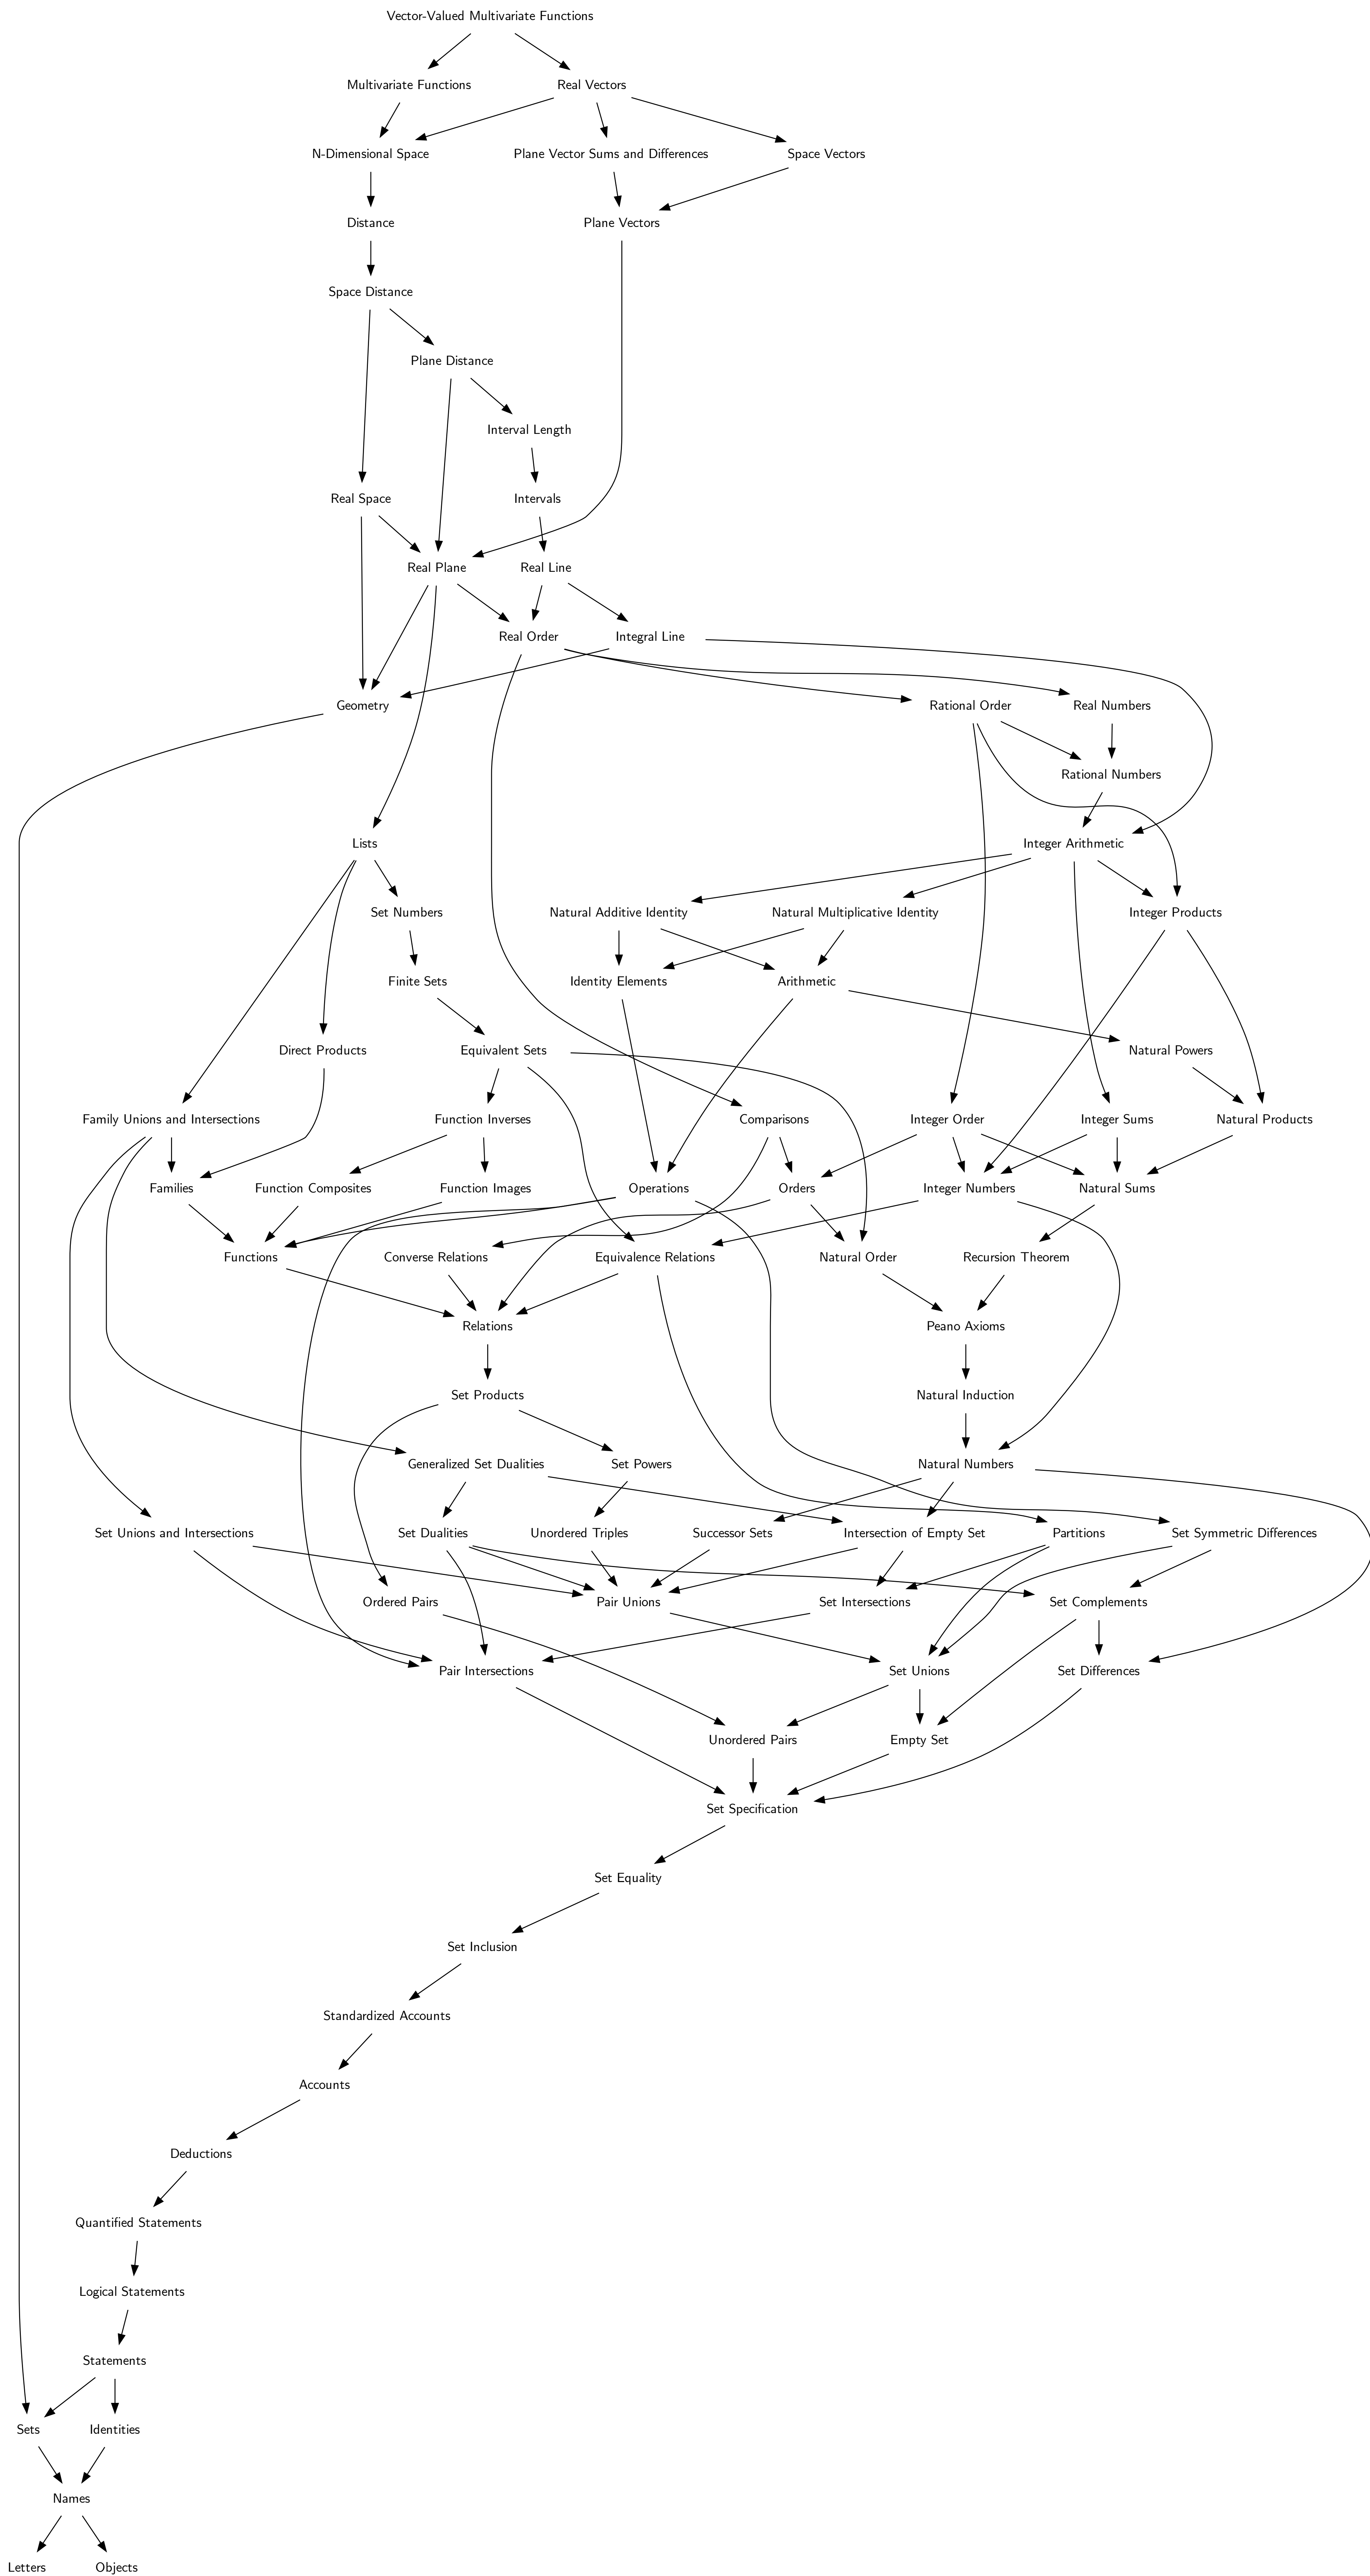 Vector-Valued Multivariate Functions
Multivariate Functions
Real Vectors
N-Dimensional Space
Plane Vector Sums and Differences
Space Vectors
Distance
Plane Vectors
Space Distance
Plane Distance
Interval Length
Real Space
Intervals
Real Plane
Real Line
Real Order
Integral Line
Geometry
Rational Order
Real Numbers
Rational Numbers
Lists
Integer Arithmetic
Set Numbers
Natural Additive Identity
Natural Multiplicative Identity
Integer Products
Finite Sets
Identity Elements
Arithmetic
Direct Products
Equivalent Sets
Natural Powers
Family Unions and Intersections
Function Inverses
Comparisons
Integer Order
Integer Sums
Natural Products
Families
Function Composites
Function Images
Operations
Orders
Integer Numbers
Natural Sums
Functions
Converse Relations
Equivalence Relations
Natural Order
Recursion Theorem
Relations
Peano Axioms
Set Products
Natural Induction
Generalized Set Dualities
Set Powers
Natural Numbers
Set Unions and Intersections
Set Dualities
Unordered Triples
Successor Sets
Intersection of Empty Set
Partitions
Set Symmetric Differences
Ordered Pairs
Pair Unions
Set Intersections
Set Complements
Pair Intersections
Set Unions
Set Differences
Unordered Pairs
Empty Set
Set Specification
Set Equality
Set Inclusion
Standardized Accounts
Accounts
Deductions
Quantified Statements
Logical Statements
Statements
Sets
Identities
Names
Letters
Objects